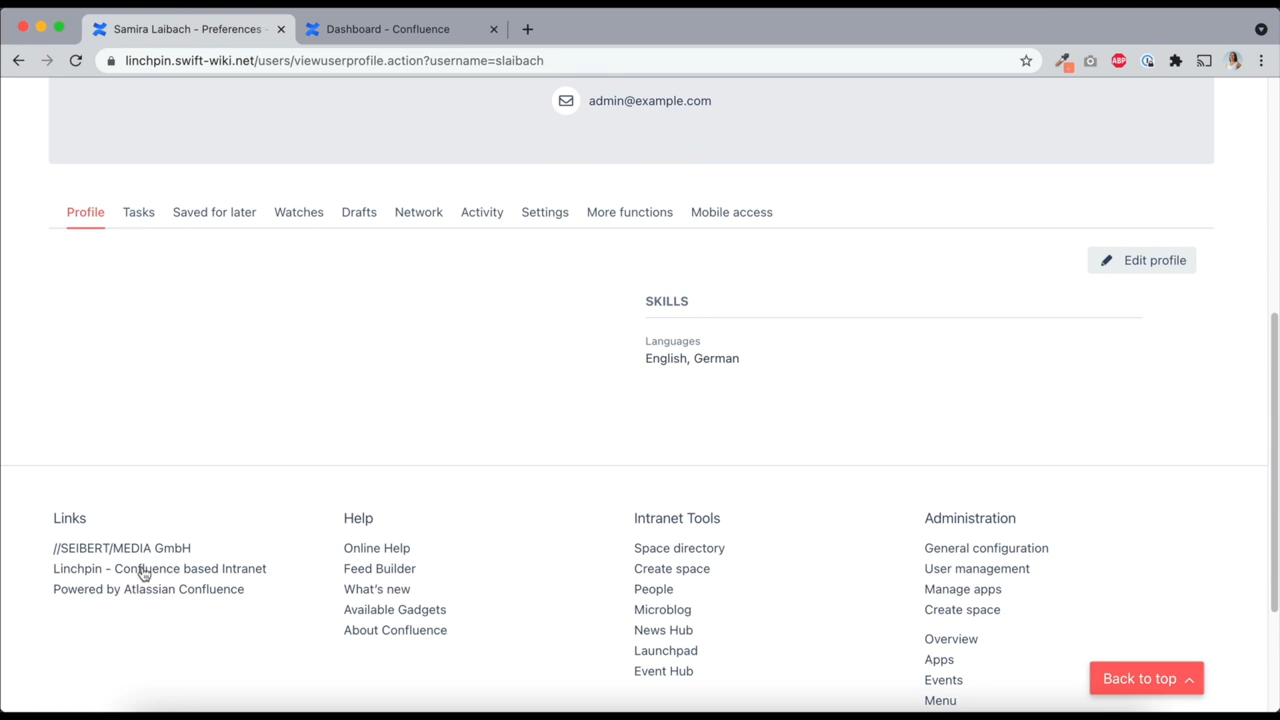 Samira Laibach - Preferences -
Dashboard - Confluence
linchpin.swift-wiki.net/users/viewuserprofile.action?username=slaibach
ABP
admin@example.com
Profile Tasks Saved for later Watches Drafts Network Activity Settings More functions Mobile access
Edit profile
SKILLS
Languages
English, German
Links
//SEIBERT/MEDIA GmbH
Linchpin - Confluence based Intranet
Powered by Atlassian Confluence
Help
Online Help
Feed Builder
What's new
Available Gadgets
About Confluence
Intranet Tools
Space directory
Create space
People
Microblog
News Hub
Launchpad
Event Hub
Administration
General configuration
User management
Manage apps
Create space
Overview
Apps
Events
Menu
Back to top